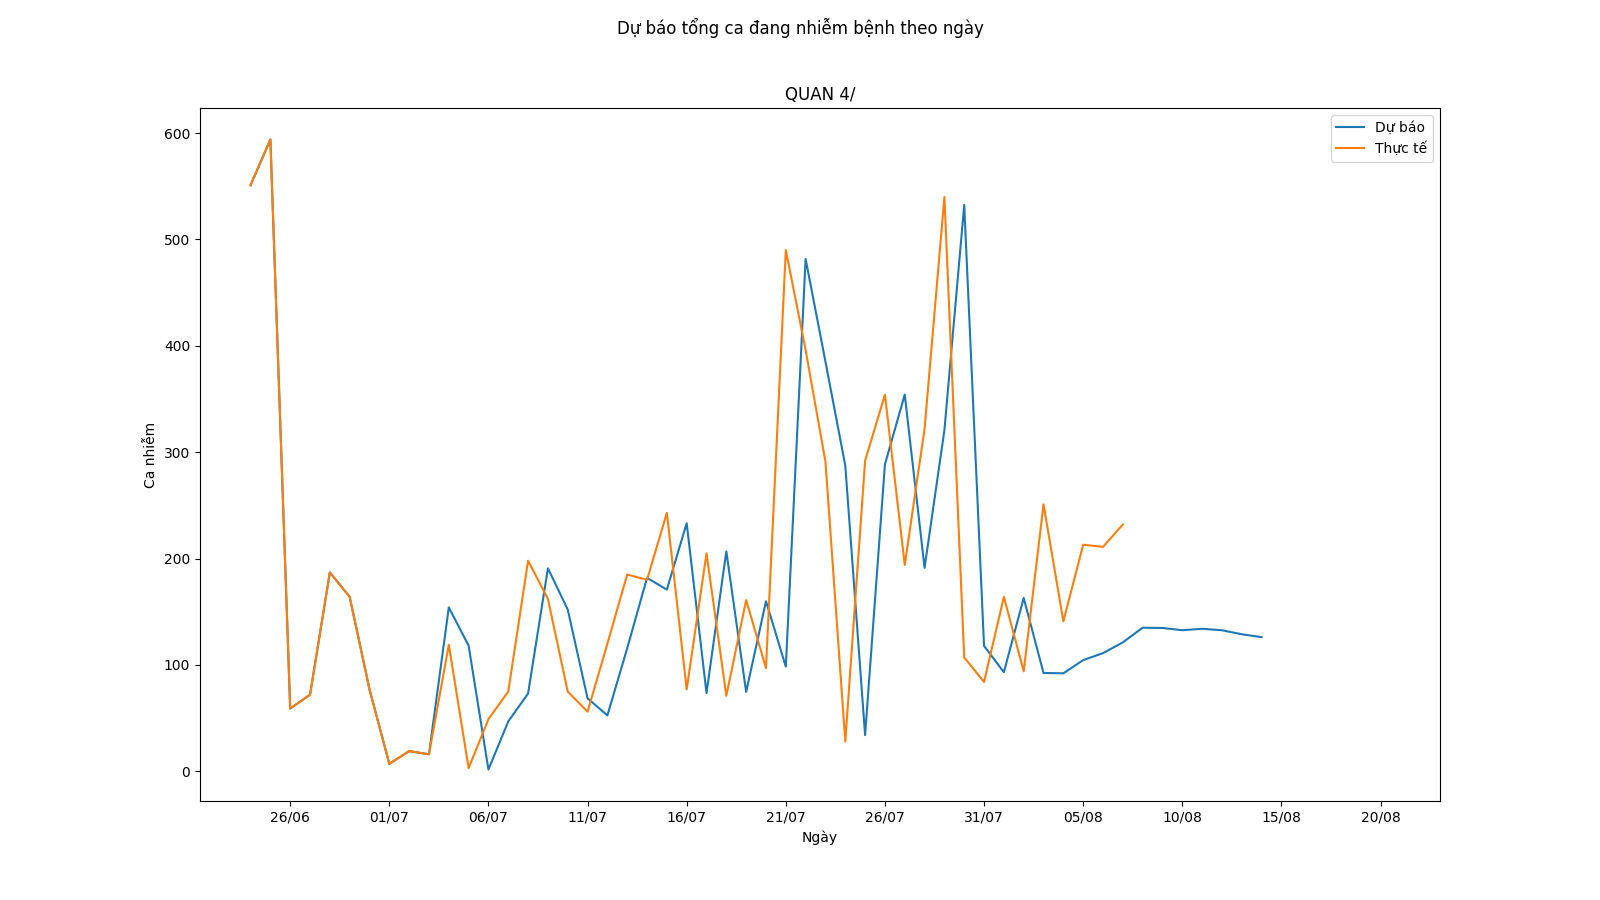 Dự báo tổng ca đang nhiễm bệnh theo ngày
QUAN 4/
Dự báo
Thực tế
600
500
400
300
200
100
0
Ca nhiễm
26/06 01/07 06/07 11/07 16/07 21/07 26/07 31/07 05/08 10/08 15/08 20/08
Ngày